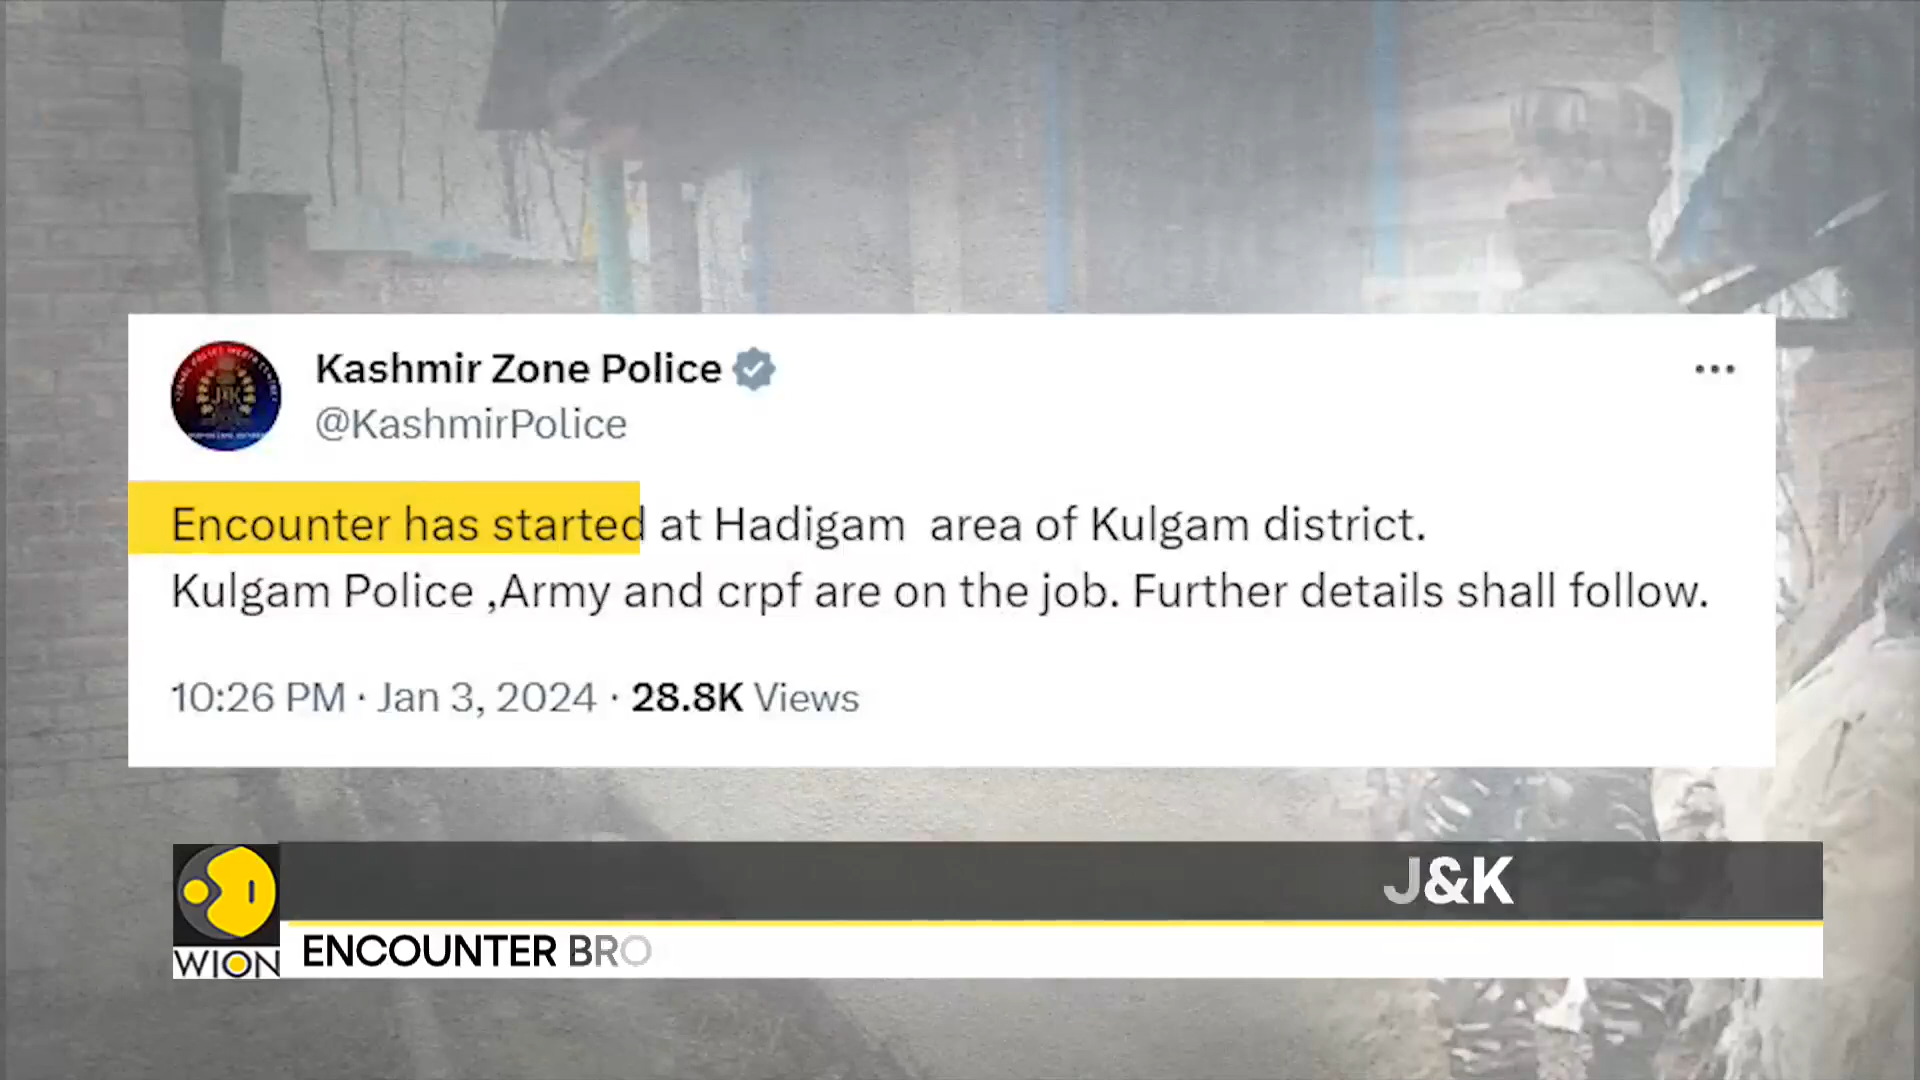 Kashmir Zone Police
@KashmirPolice
Encounter has started at Hadigam area of Kulgam district.
Kulgam Police ,Army and crpf are on the job. Further details shall follow.
10:26 PM · Jan 3, 2024 · 28.8K Views
J&K
ENCOUNTER BRO
WION